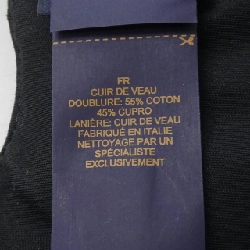 FR
CUIR DE VEAU
DOUBLURE: 55% COTON
45% CUPRO
LANIÈRE: CUIR DE VEAU
FABRIQUÉ EN ITALIE
NETTOYAGE PAR UN
SPÉCIALISTE
EXCLUSIVEMENT